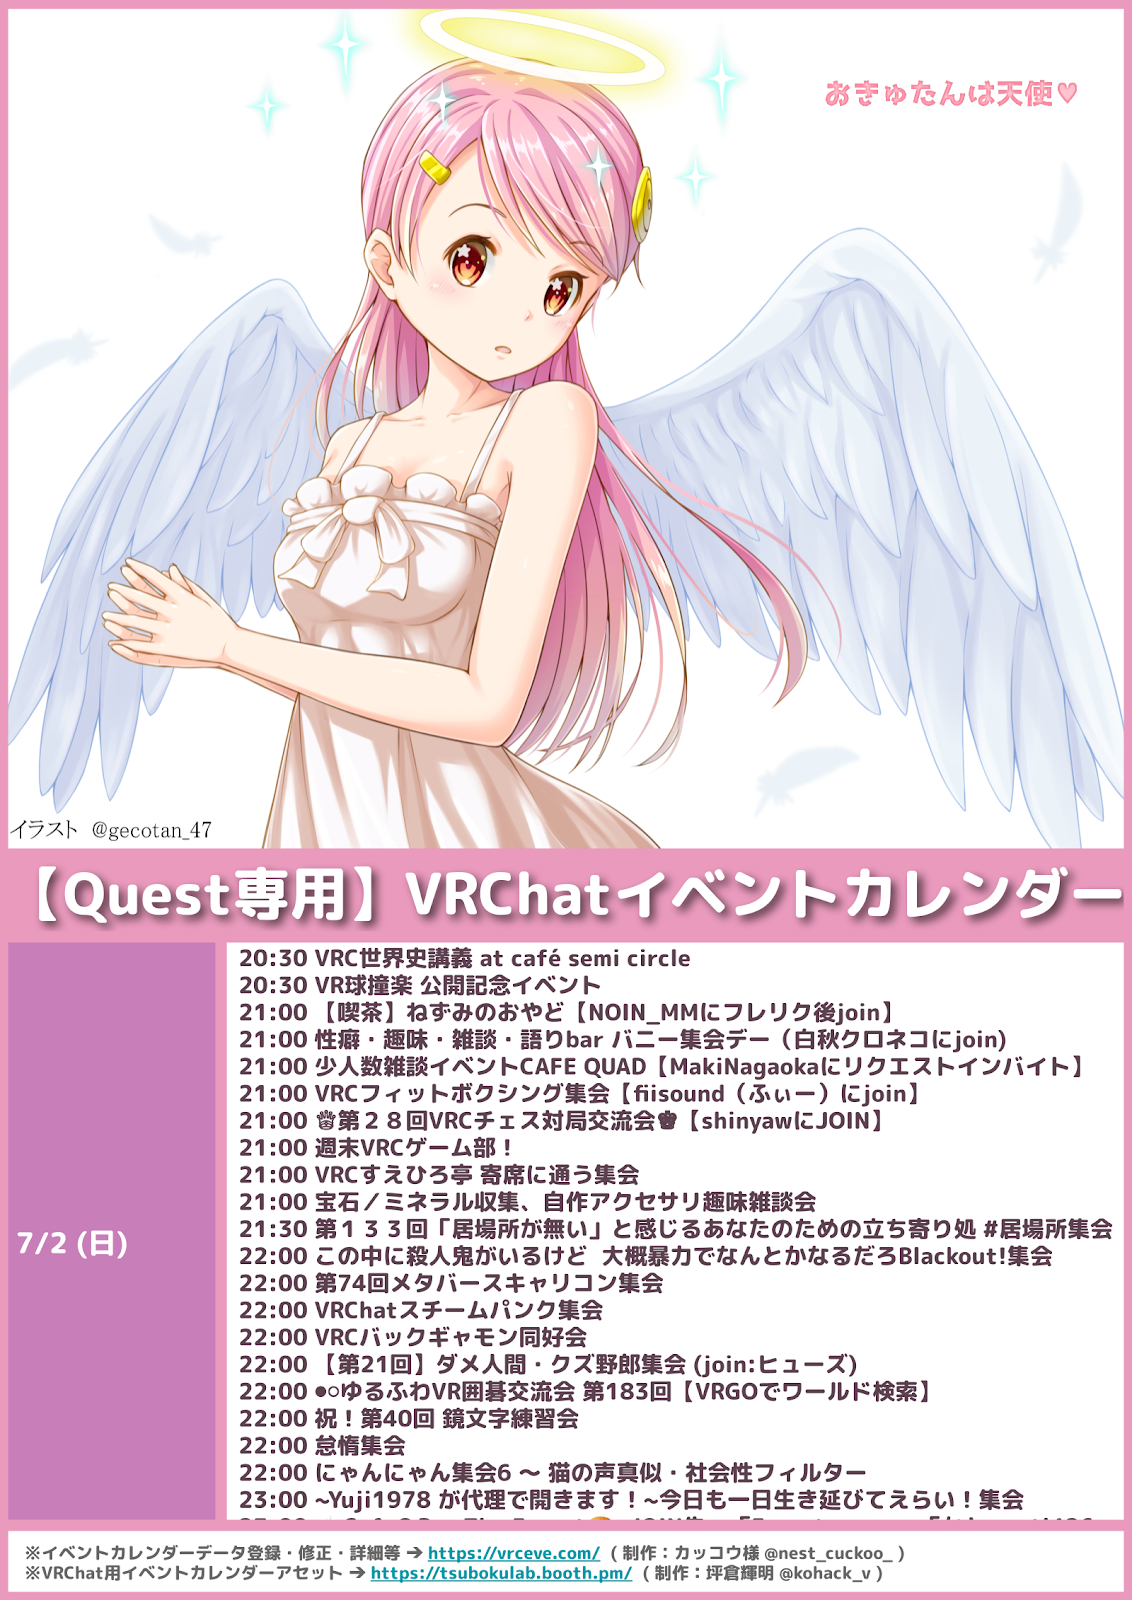 おきゅたんは天使♥
イラスト @gecotan_47
【Quest専用】VRChatイベントカレンダー
7/2 (日)
20:30 VRC世界史講義 at café semi circle
20:30 VR球撞楽 公開記念イベント
21:00 【喫茶】ねずみのおやど【NOIN_MMにフレリク後join】
21:00 性癖・趣味・雑談・語りbar バニー集会デー（白秋クロネコにjoin)
21:00 少人数雑談イベントCAFE QUAD【MakiNagaokaにリクエストインバイト】
21:00 VRCフィットボクシング集会【fiisound（ふぃー）にjoin】
21:00 ♕第２８回VRCチェス対局交流会♚【shinyawにJOIN】
21:00 週末VRCゲーム部！
21:00 VRCすえひろ亭 寄席に通う集会
21:00 宝石／ミネラル収集、自作アクセサリ趣味雑談会
21:30 第１３３回「居場所が無い」と感じるあなたのための立ち寄り処 #居場所集会
22:00 この中に殺人鬼がいるけど 大概暴力でなんとかなるだろBlackout!集会
22:00 第74回メタバースキャリコン集会
22:00 VRChatスチームパンク集会
22:00 VRCバックギャモン同好会
22:00 【第21回】ダメ人間・クズ野郎集会 (join:ヒューズ)
22:00 ●○ゆるふわVR囲碁交流会 第183回【VRGOでワールド検索】
22:00 祝！第40回 鏡文字練習会
22:00 怠惰集会
22:00 にゃんにゃん集会6 〜 猫の声真似・社会性フィルター
23:00 ~Yuji1978 が代理で開きます！~今日も一日生き延びてえらい！集会
※イベントカレンダーデータ登録・修正・詳細等 ➔ https://vrceve.com/ （ 制作：カッコウ様 @nest_cuckoo_ ）
※VRChat用イベントカレンダーアセット ➔ https://tsubokulab.booth.pm/ （ 制作：坪倉輝明 @kohack_v ）